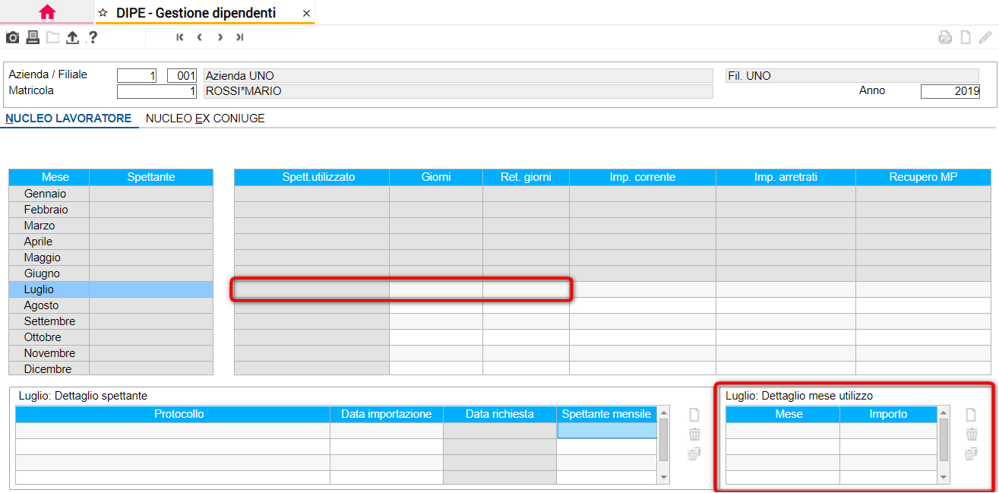 DIPE - Gestione dipendenti
Azienda / Filiale 1 001 Azienda UNO Fil. UNO
Matricola 1 ROSSI*MARIO Anno 2019
NUCLEO LAVORATORE NUCLEO EX CONIUGE
Mese Spettante Spett.utilizzato Giorni Ret. giorni Imp. corrente Imp. arretrati Recupero MP
Gennaio
Febbraio
Marzo
Aprile
Maggio
Giugno
Luglio
Agosto
Settembre
Ottobre
Novembre
Dicembre
Luglio: Dettaglio spettante
Protocollo Data importazione Data richiesta Spettante mensile
Luglio: Dettaglio mese utilizzo
Mese Importo